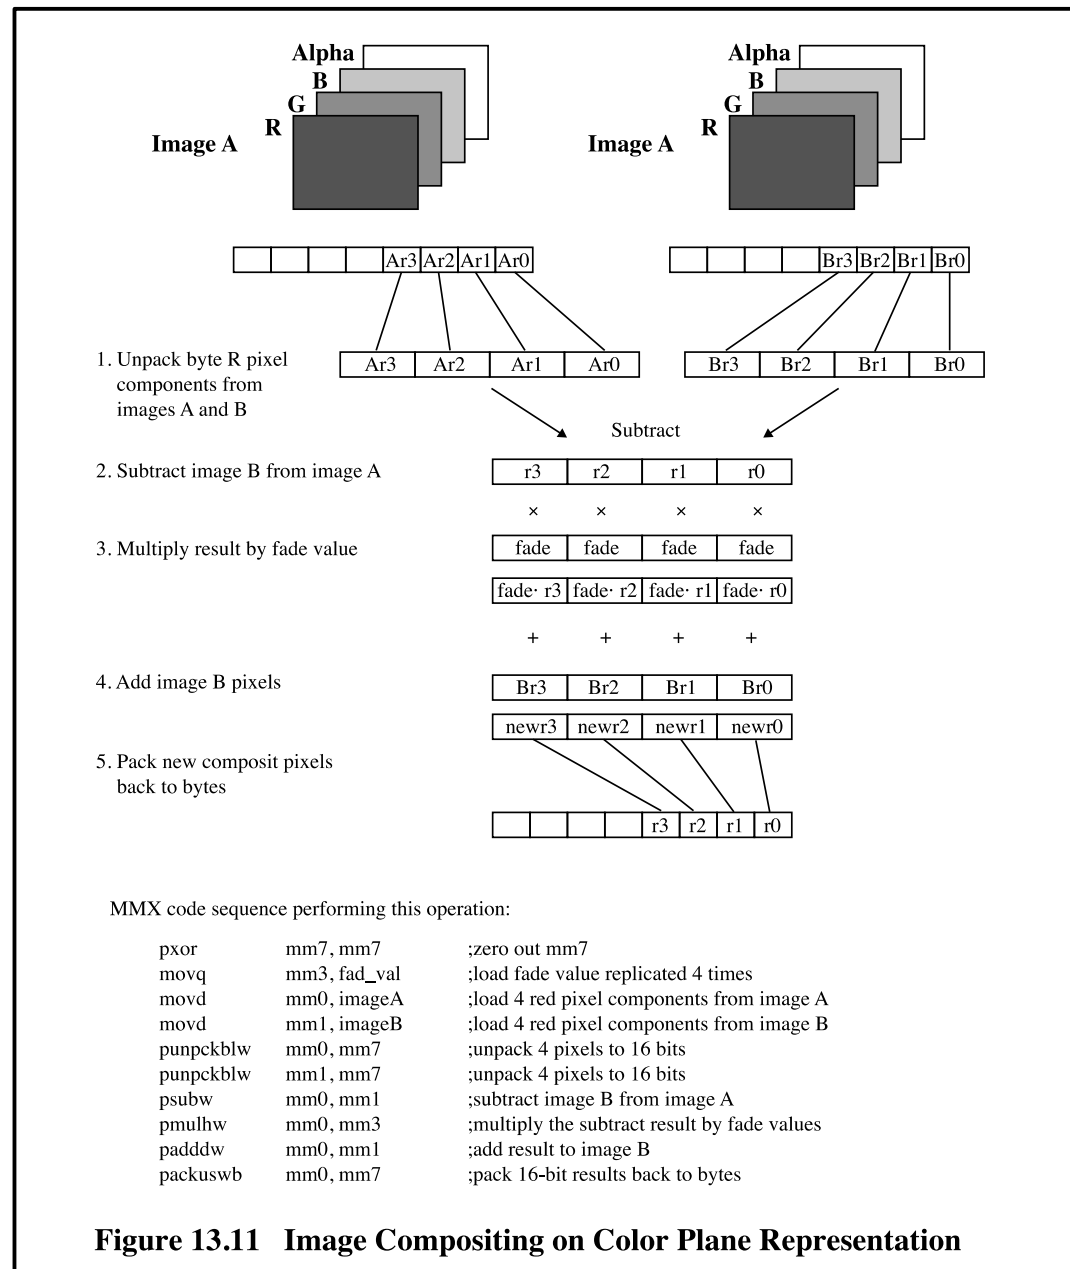 Alpha Alpha
B B
G G
R R
Image A Image A
Ar3 Ar2 Ar1 Ar0 Br3 Br2 Br1 Br0
1. Unpack byte R pixel
components from
images A and B
Ar3 Ar2 Ar1 Ar0 Br3 Br2 Br1 Br0
Subtract
2. Subtract image B from image A
r3 r2 r1 r0
× × × ×
3. Multiply result by fade value
fade fade fade fade
fade· r3 fade· r2 fade· r1 fade· r0
+ + + +
4. Add image B pixels
Br3 Br2 Br1 Br0
newr3 newr2 newr1 newr0
5. Pack new composit pixels
back to bytes
r3 r2 r1 r0
MMX code sequence performing this operation:
pxor mm7, mm7 ;zero out mm7
movq mm3, fad_val ;load fade value replicated 4 times
movd mm0, imageA ;load 4 red pixel components from image A
movd mm1, imageB ;load 4 red pixel components from image B
punpckblw mm0, mm7 ;unpack 4 pixels to 16 bits
punpckblw mm1, mm7 ;unpack 4 pixels to 16 bits
psubw mm0, mm1 ;subtract image B from image A
pmulhw mm0, mm3 ;multiply the subtract result by fade values
padddw mm0, mm1 ;add result to image B
packuswb mm0, mm7 ;pack 16-bit results back to bytes
Figure 13.11 Image Compositing on Color Plane Representation